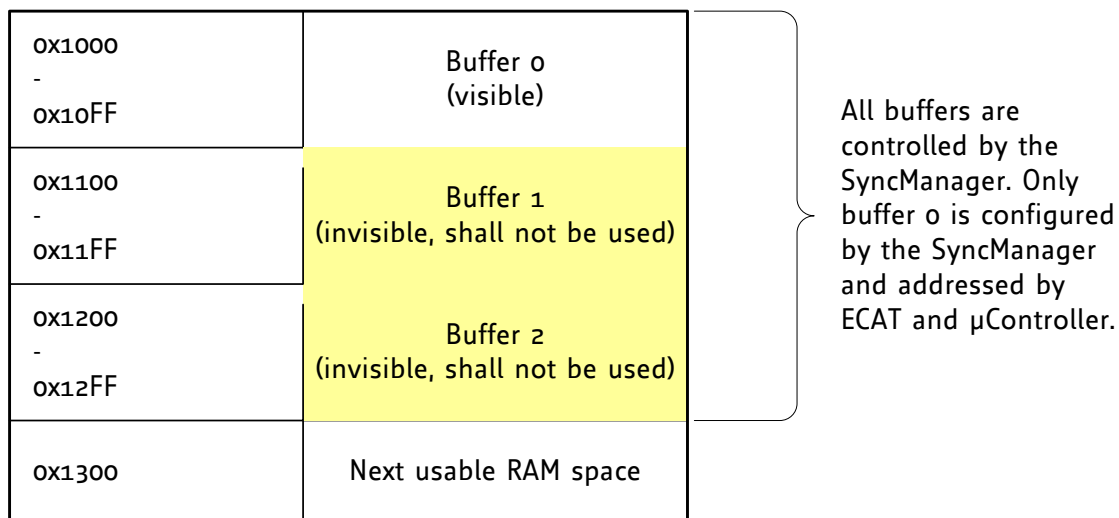 0x1000
-
0x10FF
Buffer 0
(visible)
0x1100
-
0x11FF
Buffer 1
(invisible, shall not be used)
0x1200
-
0x12FF
Buffer 2
(invisible, shall not be used)
0x1300
Next usable RAM space
All buffers are
controlled by the
SyncManager. Only
buffer 0 is configured
by the SyncManager
and addressed by
ECAT and µController.